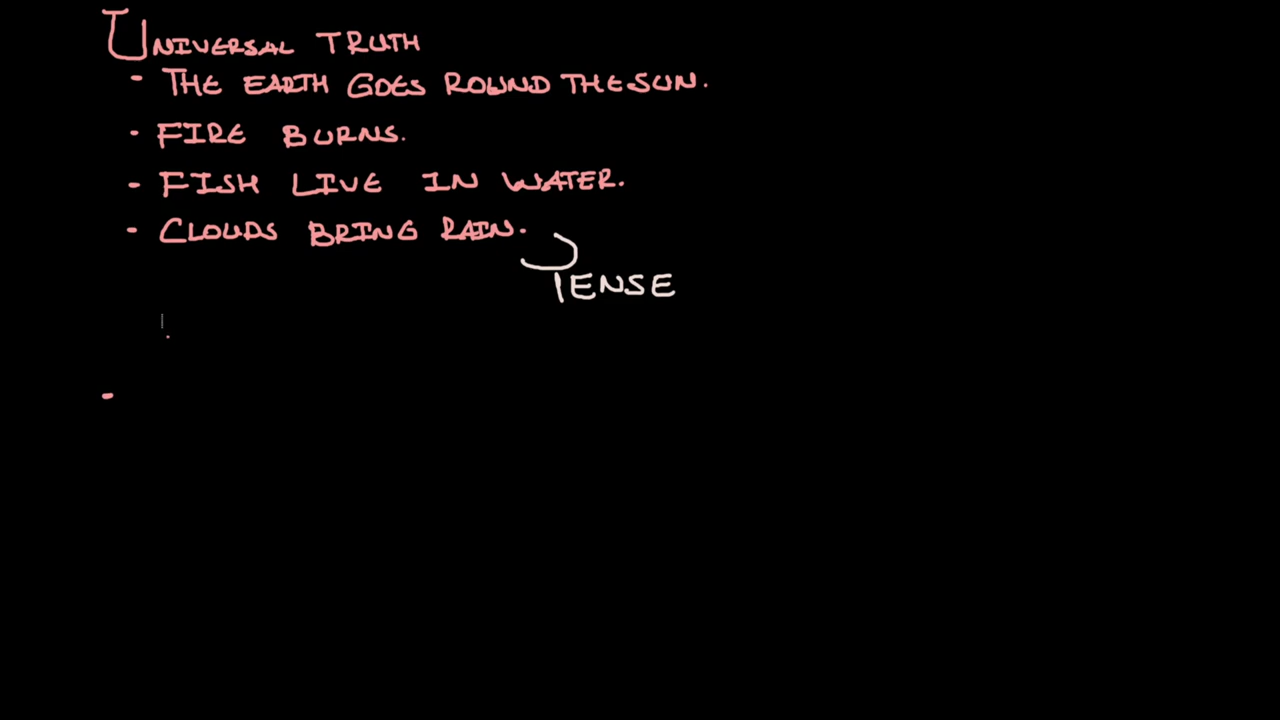 UNIVERSAL TRUTH
- THE EARTH GOES ROUND THE SUN.
- FIRE BURNS.
- FISH LIVE IN WATER.
- CLOUDS BRING RAIN.
TENSE